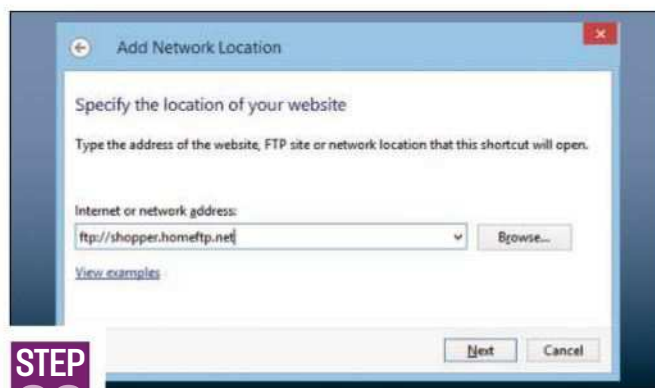 Add Network Location
Specify the location of your website
Type the address of the website, FTP site or network location that this shortcut will open.
Internet or network address:
ftp://shopper.homeftp.net
Browse...
View examples
Next Cancel
STEP